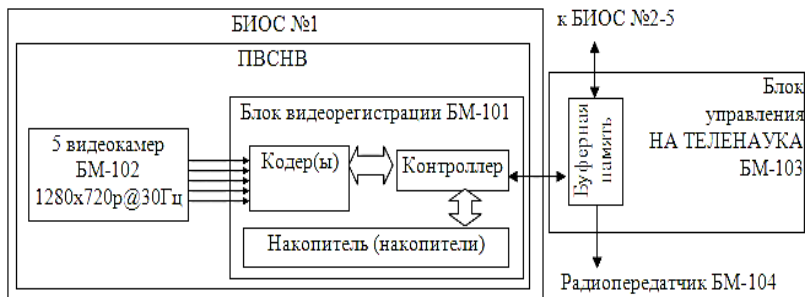 БИОС №1
к БИОС №2-5
ПВСНВ
Блок видеорегистрации БМ-101
5 видеокамер
БМ-102
1280х720р@30Гц
Кодер(ы)
Контроллер
Накопитель (накопители)
Блок
управления
НА ТЕЛЕНАУКА
БМ-103
Буферная
память
Радиопередатчик БМ-104